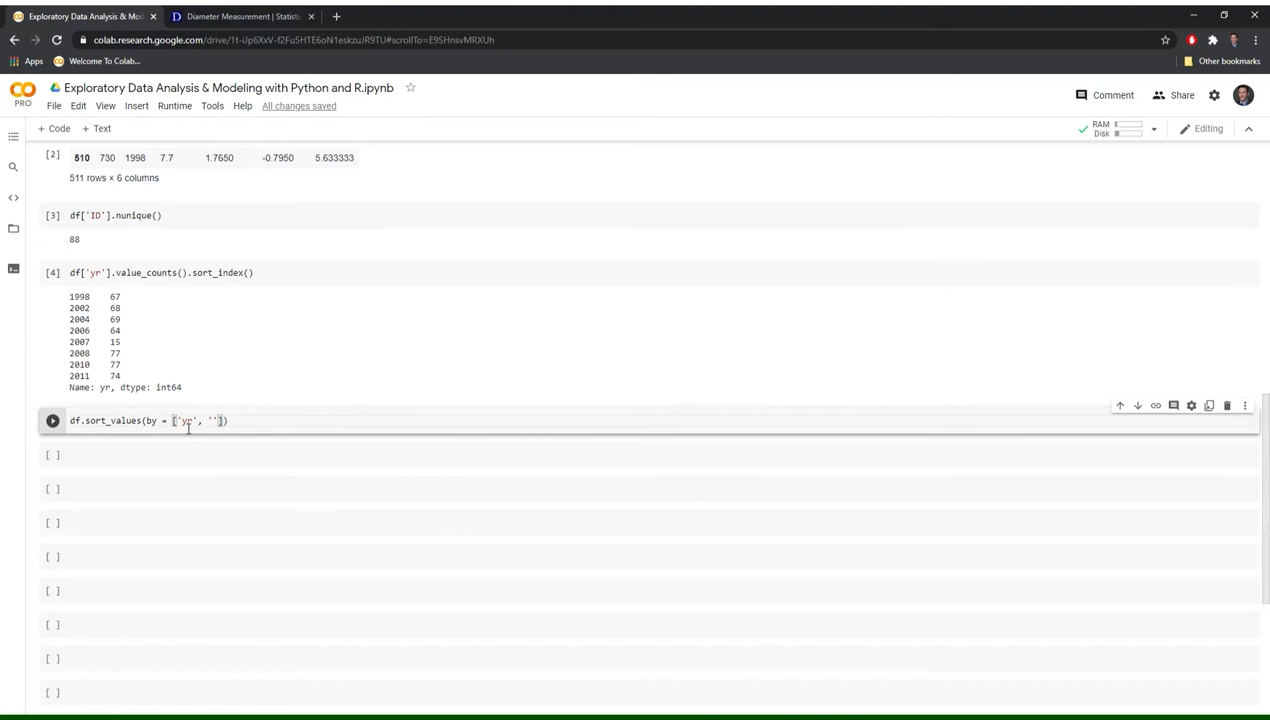 Exploratory Data Analysis & Mod
Diameter Measurement | Statistic
colab.research.google.com/drive/1t-iJp6XxV-f2Fu5HTE6oN1eskzuJR9TU#scrollTo=E9SHnsvMRXUh
Apps Welcome To Colab... Other bookmarks
CO PRO
Exploratory Data Analysis & Modeling with Python and R.ipynb
File Edit View Insert Runtime Tools Help All changes saved
Comment Share
+ Code + Text
RAM
Disk
Editing
[2] 510 730 1998 7.7 1.7650 -0.7950 5.633333
511 rows × 6 columns
[3] df['ID'].nunique()
88
[4] df['yr'].value_counts().sort_index()
1998 67
2002 68
2004 69
2006 64
2007 15
2008 77
2010 77
2011 74
Name: yr, dtype: int64
df.sort_values(by = ['yr', ''])
[ ]
[ ]
[ ]
[ ]
[ ]
[ ]
[ ]
[ ]